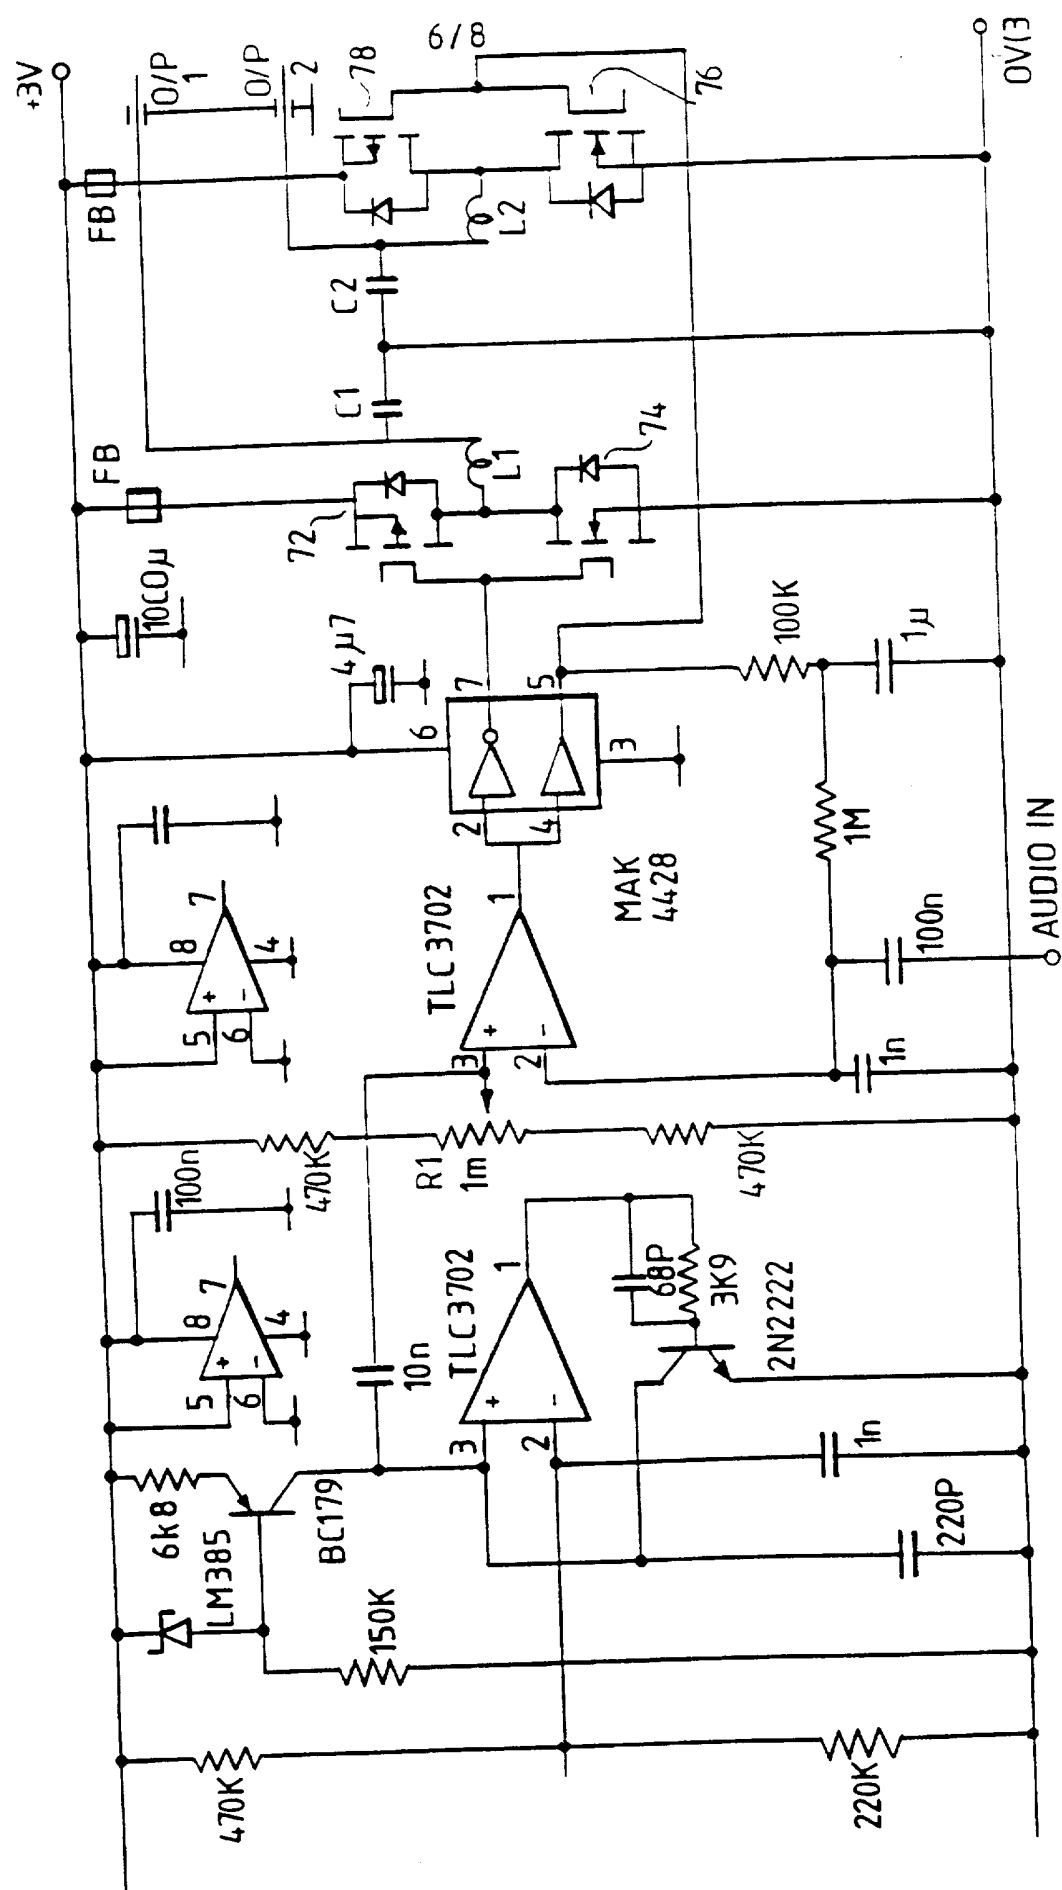 6/8
+3V
FB
FB
O/P
1
O/P
2
78
76
0V(3
C2
L2
C1
L1
72
74
1000µ
4µ7
6
7
5
3
2
4
MAK
4428
100K
1µ
1M
100n
AUDIO IN
1n
TLC3702
1
3
+
2
-
7
8
4
5
+
6
-
R1
1m
470K
470K
100n
7
8
4
5
+
6
-
10n
TLC3702
1
3
+
2
-
68P
3K9
2N2222
1n
220P
6k8
LM385
BC179
150K
470K
220K